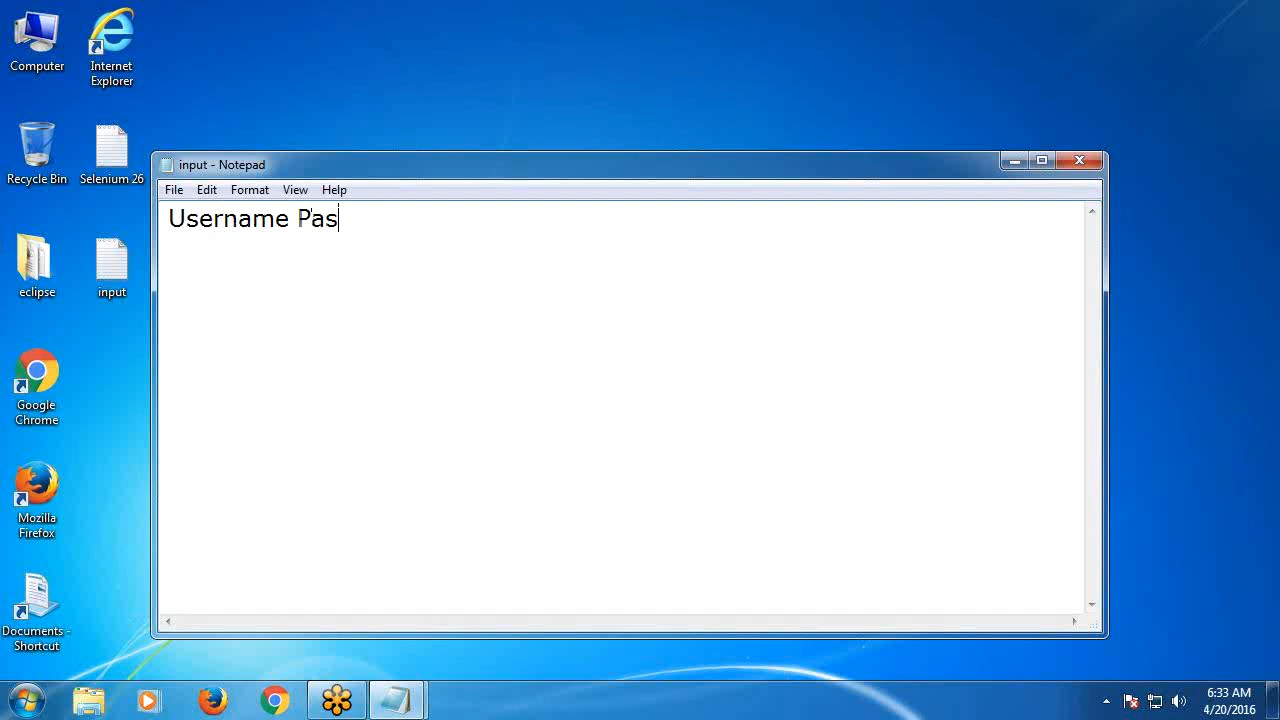 Computer
Internet
Explorer
Recycle Bin
Selenium 26
eclipse
input
Google
Chrome
Mozilla
Firefox
Documents -
Shortcut
input - Notepad
File Edit Format View Help
Username Pas
6:33 AM
4/20/2016